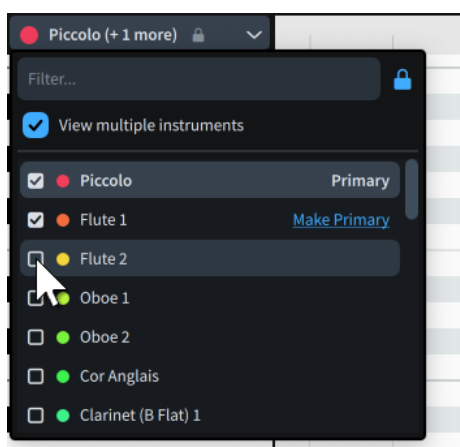 Piccolo (+ 1 more)
Filter...
View multiple instruments
Piccolo Primary
Flute 1 Make Primary
Flute 2
Oboe 1
Oboe 2
Cor Anglais
Clarinet (B Flat) 1